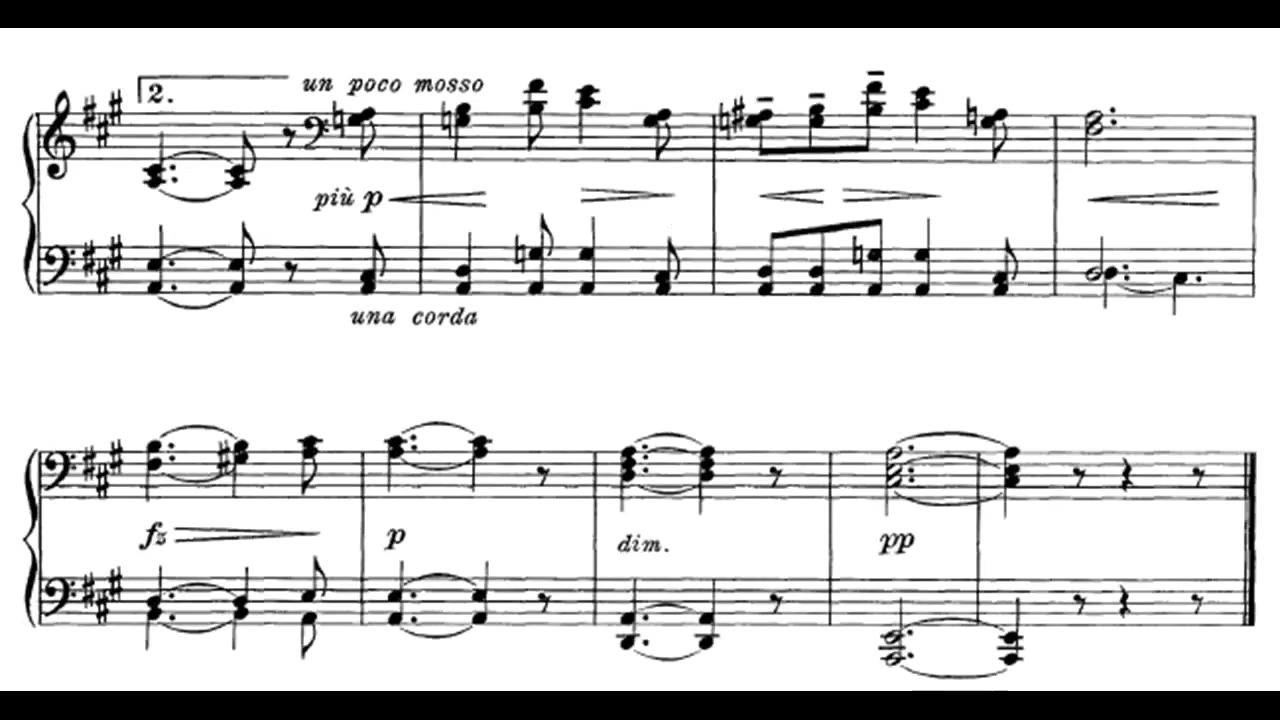 2. un poco mosso
più p
una corda
fz p dim. pp